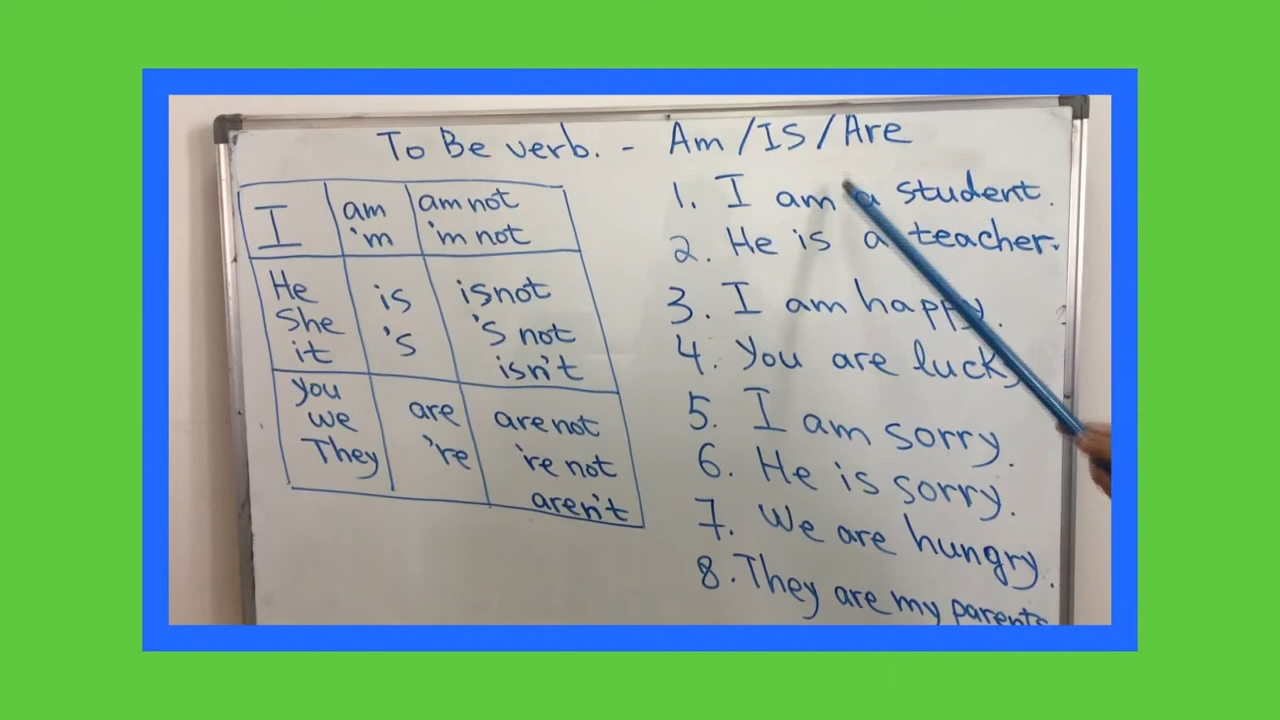 To Be verb. - Am/IS/Are
I
am
'm
am not
'm not
He
She
it
is
's
isnot
's not
isn't
you
we
They
are
're
are not
're not
aren't
1. I am a student.
2. He is a teacher.
3. I am happy.
4. You are lucky
5. I am sorry.
6. He is sorry.
7. We are hungry.
8. They are my parents